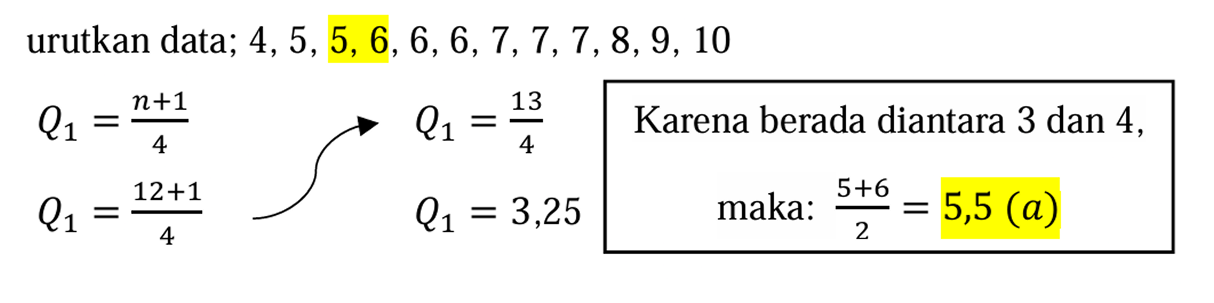 urutkan data; 4, 5, 5, 6, 6, 6, 7, 7, 7, 8, 9, 10
Q₁ = (n+1)/4
Q₁ = (12+1)/4
Q₁ = 13/4
Q₁ = 3,25
Karena berada diantara 3 dan 4,
maka: (5+6)/2 = 5,5 (a)